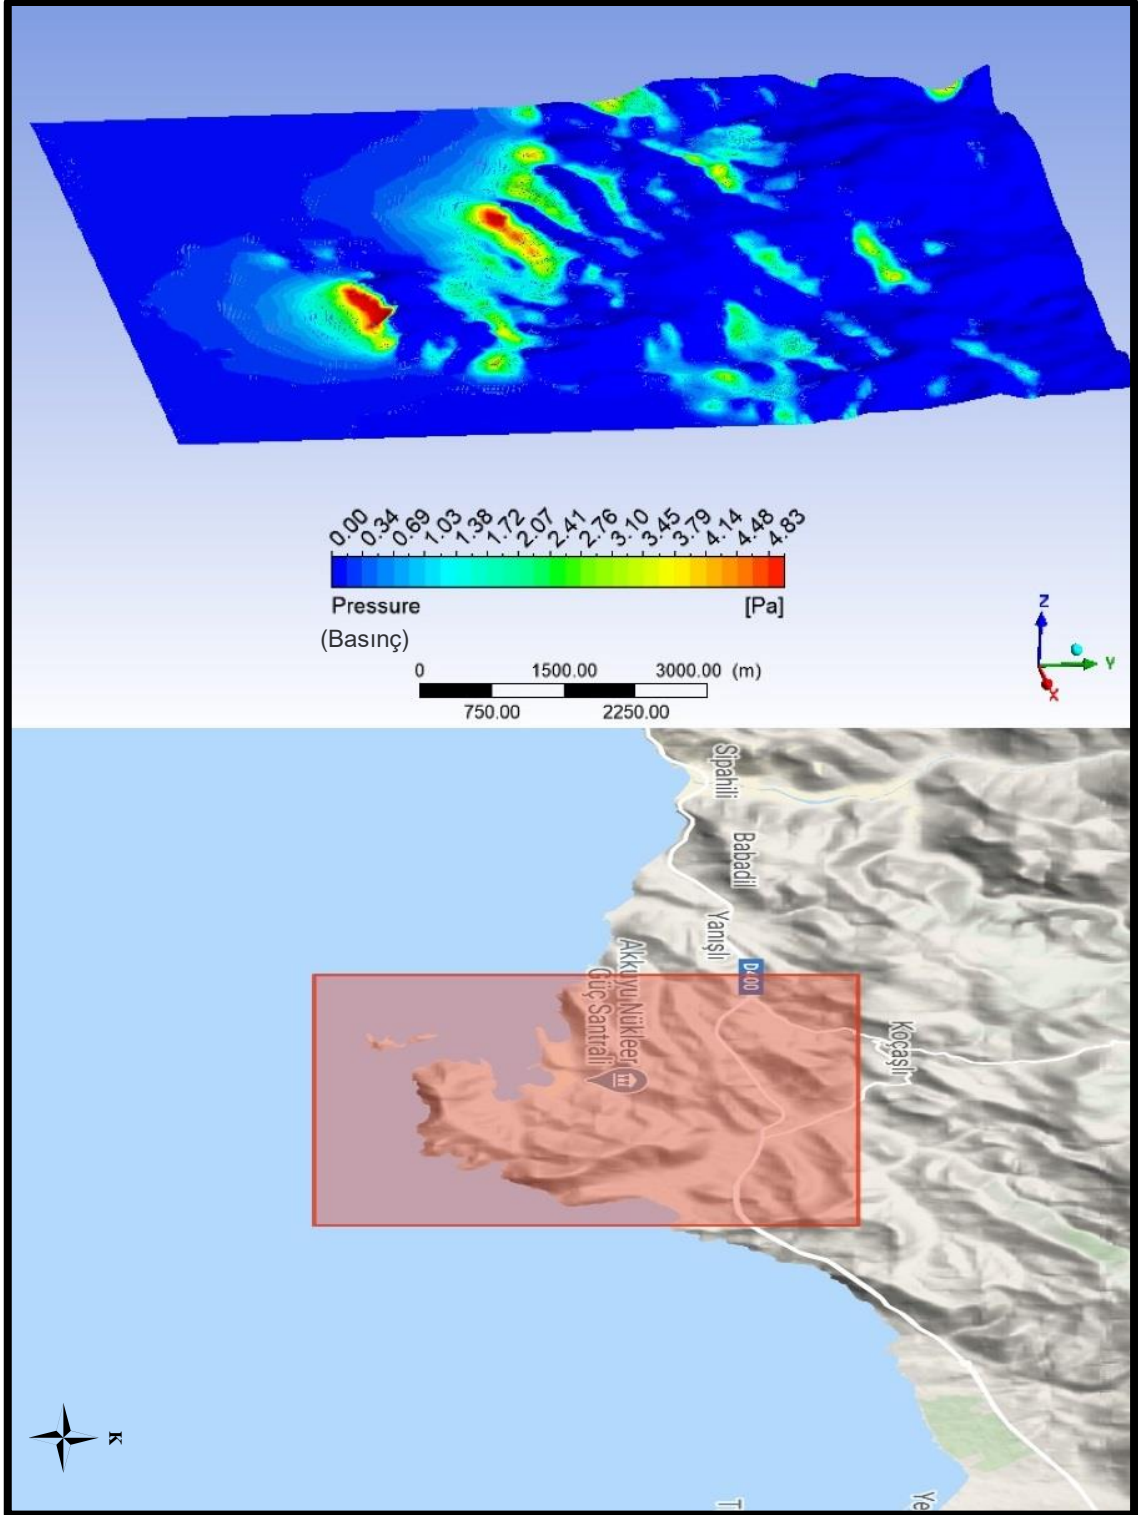 0.00
0.34
0.69
1.03
1.38
1.72
2.07
2.41
2.76
3.10
3.45
3.79
4.14
4.48
4.83
Pressure [Pa]
(Basınç)
0 1500.00 3000.00 (m)
750.00 2250.00
Z
Y
X
Sipahili
Babadil
Yanışlı
D400
Akkuyu Nükleer
Güç Santrali
Koçaşlı
K
T
Ye